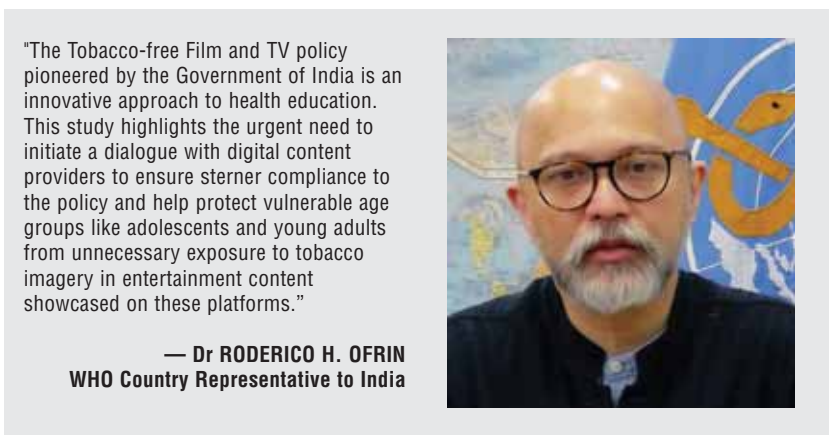 "The Tobacco-free Film and TV policy
pioneered by the Government of India is an
innovative approach to health education.
This study highlights the urgent need to
initiate a dialogue with digital content
providers to ensure sterner compliance to
the policy and help protect vulnerable age
groups like adolescents and young adults
from unnecessary exposure to tobacco
imagery in entertainment content
showcased on these platforms.”
— Dr RODERICO H. OFRIN
WHO Country Representative to India